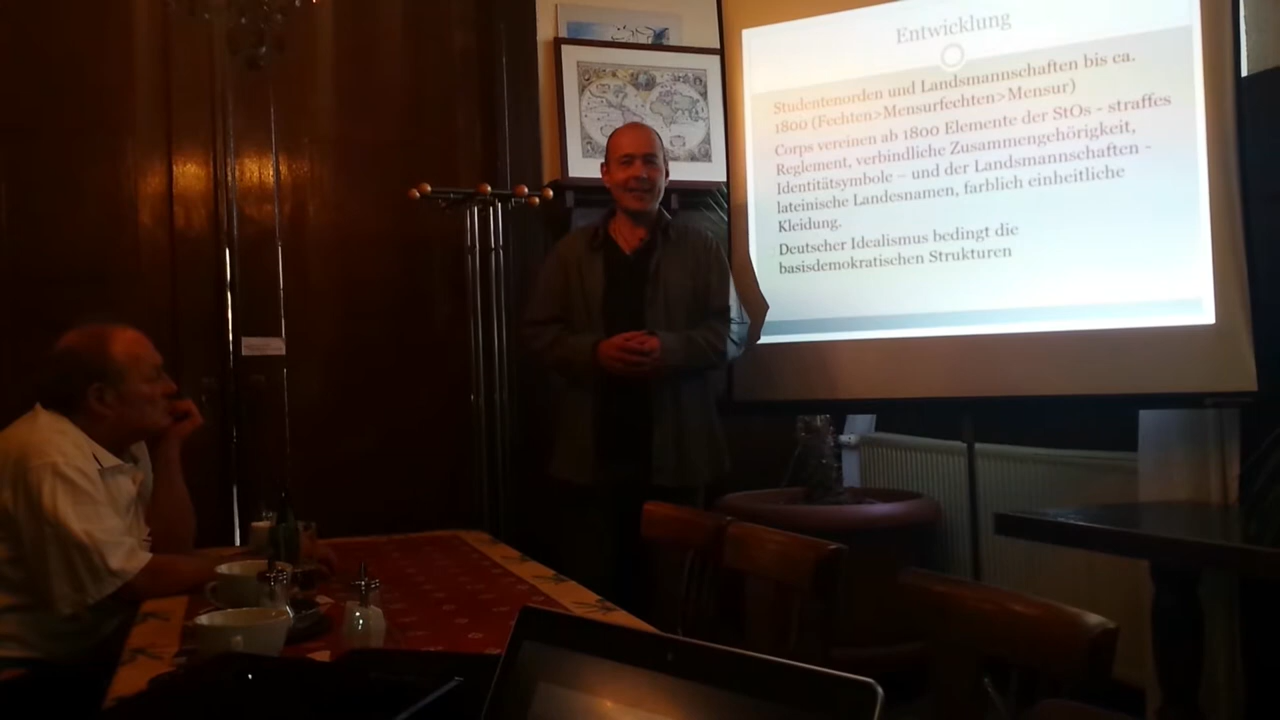 Entwicklung
Studentenorden und Landsmannschaften bis ca.
1800 (Fechten>Mensurfechten>Mensur)
Corps vereinen ab 1800 Elemente der StOs - straffes
Reglement, verbindliche Zusammengehörigkeit,
Identitätsymbole – und der Landsmannschaften -
lateinische Landesnamen, farblich einheitliche
Kleidung.
Deutscher Idealismus bedingt die
basisdemokratischen Strukturen